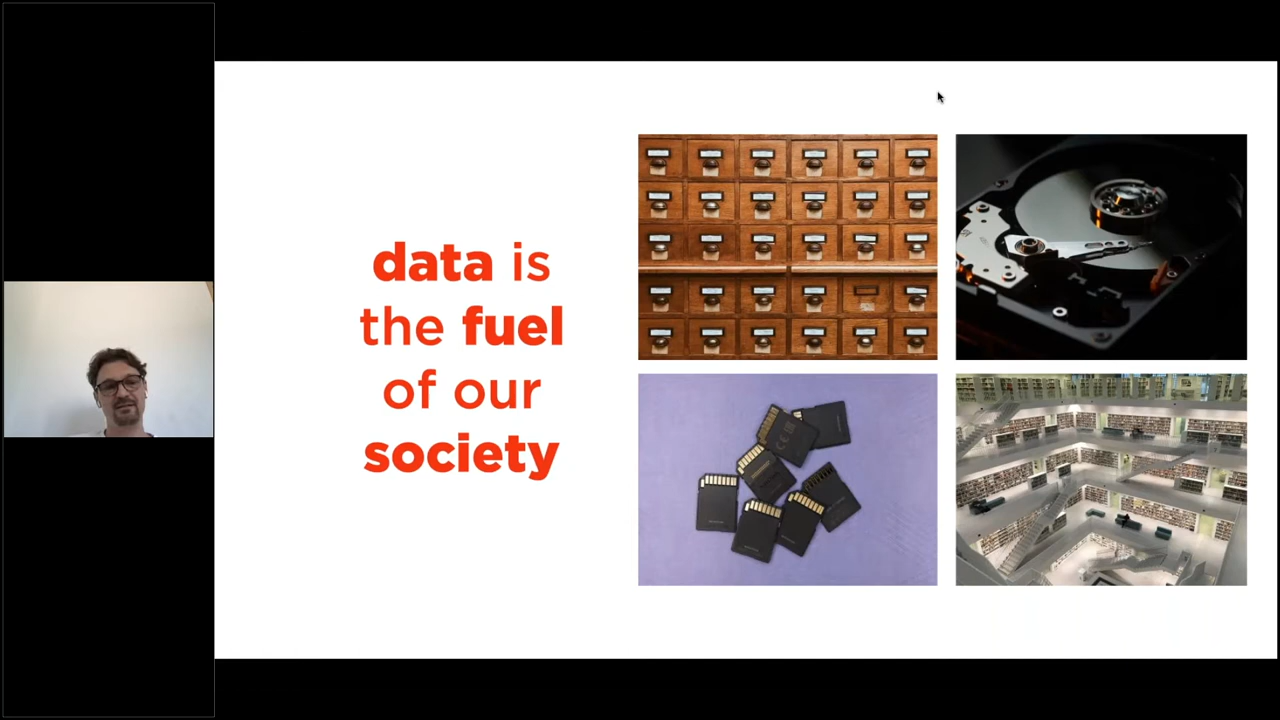 data is
the fuel
of our
society